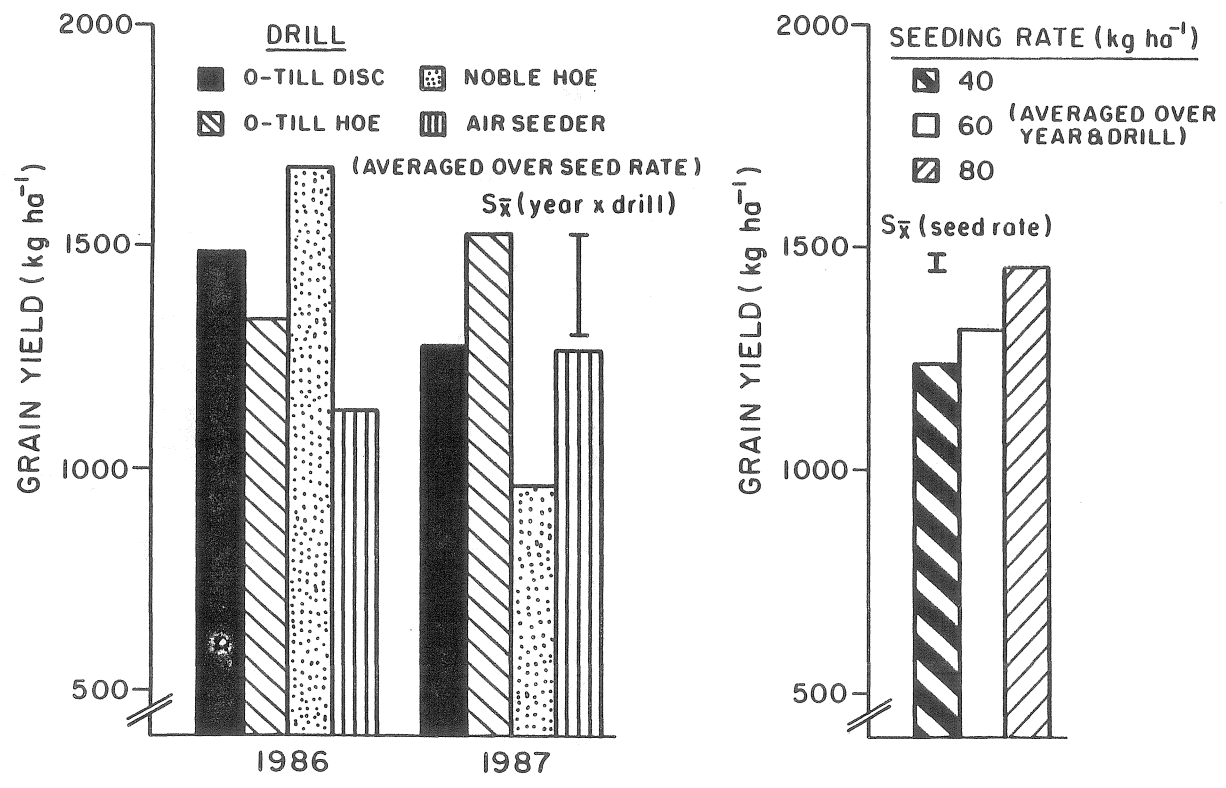 2000
DRILL
O-TILL DISC
NOBLE HOE
O-TILL HOE
AIR SEEDER
(AVERAGED OVER SEED RATE)
Sx̅ (year x drill)
GRAIN YIELD (kg ha⁻¹)
1500
1000
500
1986
1987
2000
SEEDING RATE (kg ha⁻¹)
40
60
(AVERAGED OVER
YEAR & DRILL)
80
Sx̅ (seed rate)
GRAIN YIELD (kg ha⁻¹)
1500
1000
500